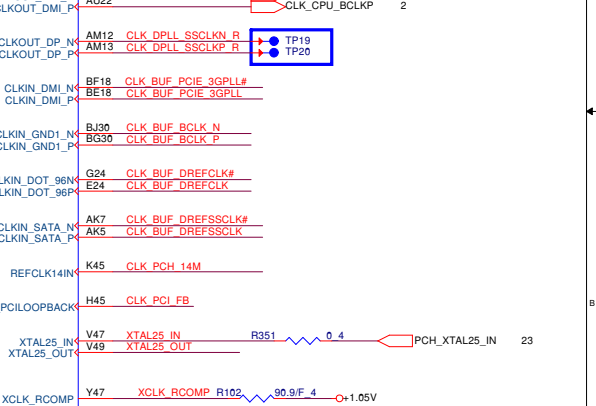 CLKOUT_DMI_P AU22 CLK_CPU_BCLKP 2
CLKOUT_DP_N AM12 CLK_DPLL_SSCLKN_R TP19
CLKOUT_DP_P AM13 CLK_DPLL_SSCLKP_R TP20
CLKIN_DMI_N BF18 CLK_BUF_PCIE_3GPLL#
CLKIN_DMI_P BE18 CLK_BUF_PCIE_3GPLL
CLKIN_GND1_N BJ30 CLK_BUF_BCLK_N
CLKIN_GND1_P BG30 CLK_BUF_BCLK_P
LKIN_DOT_96N G24 CLK_BUF_DREFCLK#
LKIN_DOT_96P E24 CLK_BUF_DREFCLK
CLKIN_SATA_N AK7 CLK_BUF_DREFSSCLK#
CLKIN_SATA_P AK5 CLK_BUF_DREFSSCLK
REFCLK14IN K45 CLK_PCH_14M
PCILOOPBACK H45 CLK_PCI_FB
B
XTAL25_IN V47 XTAL25_IN R351 0_4 PCH_XTAL25_IN 23
XTAL25_OUT V49 XTAL25_OUT
XCLK_RCOMP Y47 XCLK_RCOMP R102 90.9/F_4 +1.05V